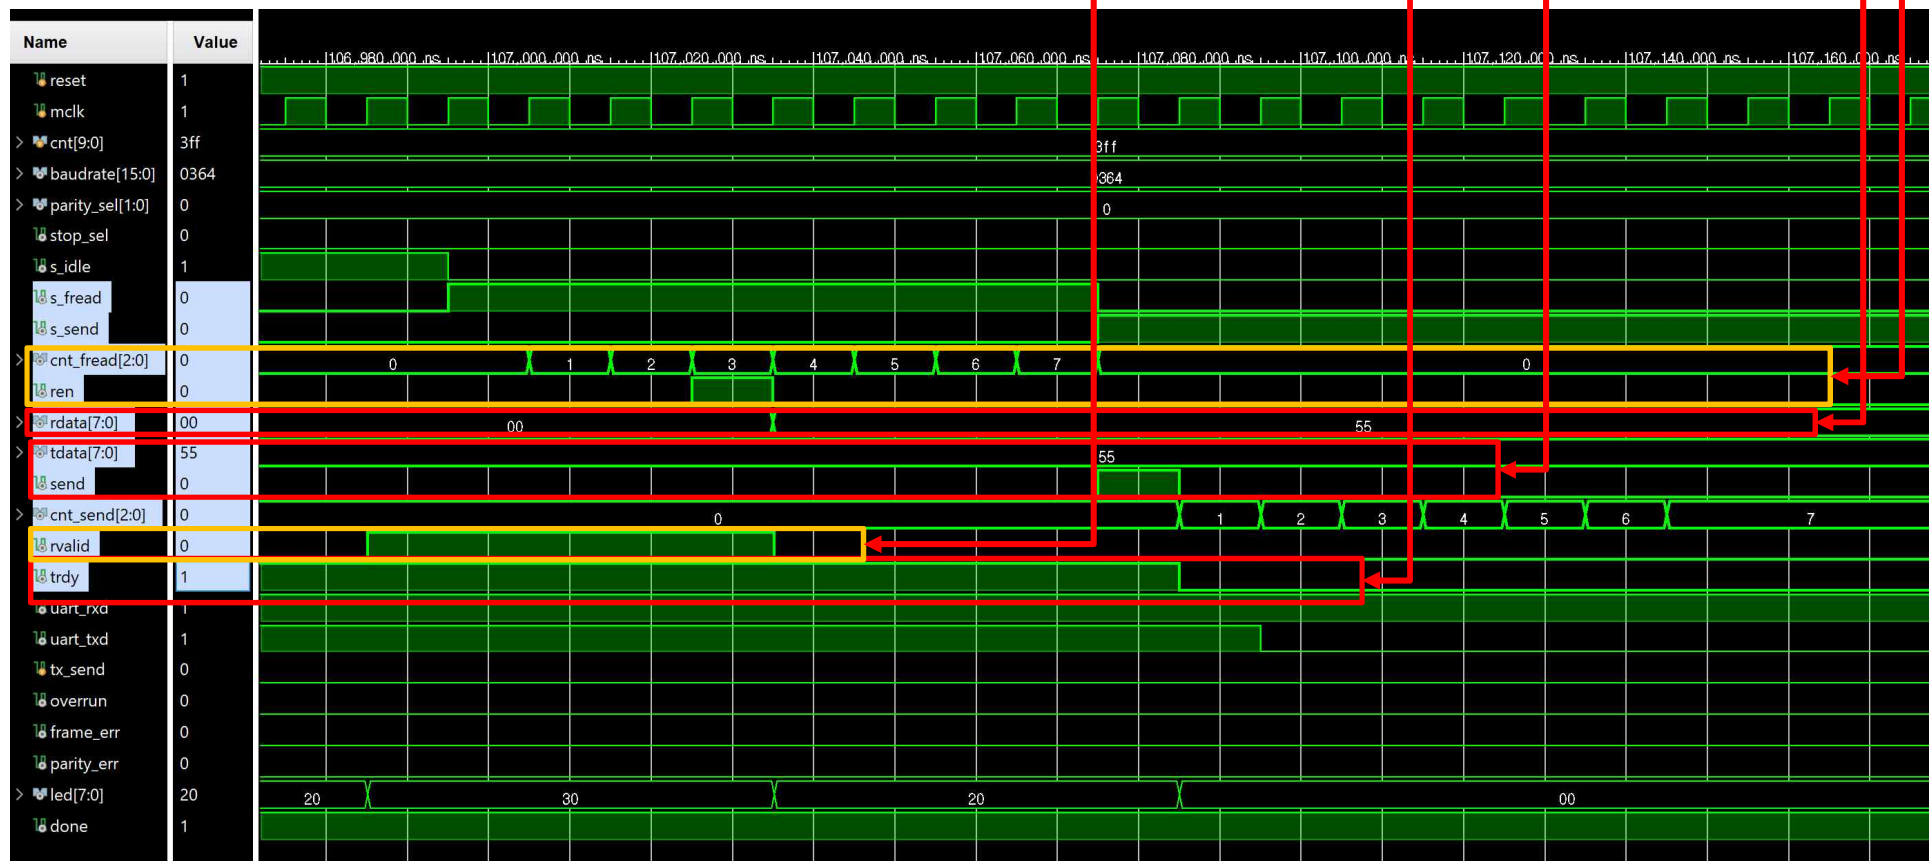 Name Value
106,980.000 ns 107,000.000 ns 107,020.000 ns 107,040.000 ns 107,060.000 ns 107,080.000 ns 107,100.000 n 107,120.000 ns 107,140.000 ns 107,160.000 ns
reset 1
mclk 1
> cnt[9:0] 3ff 3ff
> baudrate[15:0] 0364 0364
> parity_sel[1:0] 0 0
stop_sel 0
s_idle 1
s_fread 0
s_send 0
> cnt_fread[2:0] 0 0 1 2 3 4 5 6 7 0
ren 0
> rdata[7:0] 00 00 55
> tdata[7:0] 55 55
send 0
> cnt_send[2:0] 0 0 1 2 3 4 5 6 7
rvalid 0
trdy 1
uart_rxd 1
uart_txd 1
tx_send 0
overrun 0
frame_err 0
parity_err 0
> led[7:0] 20 20 30 20 00
done 1